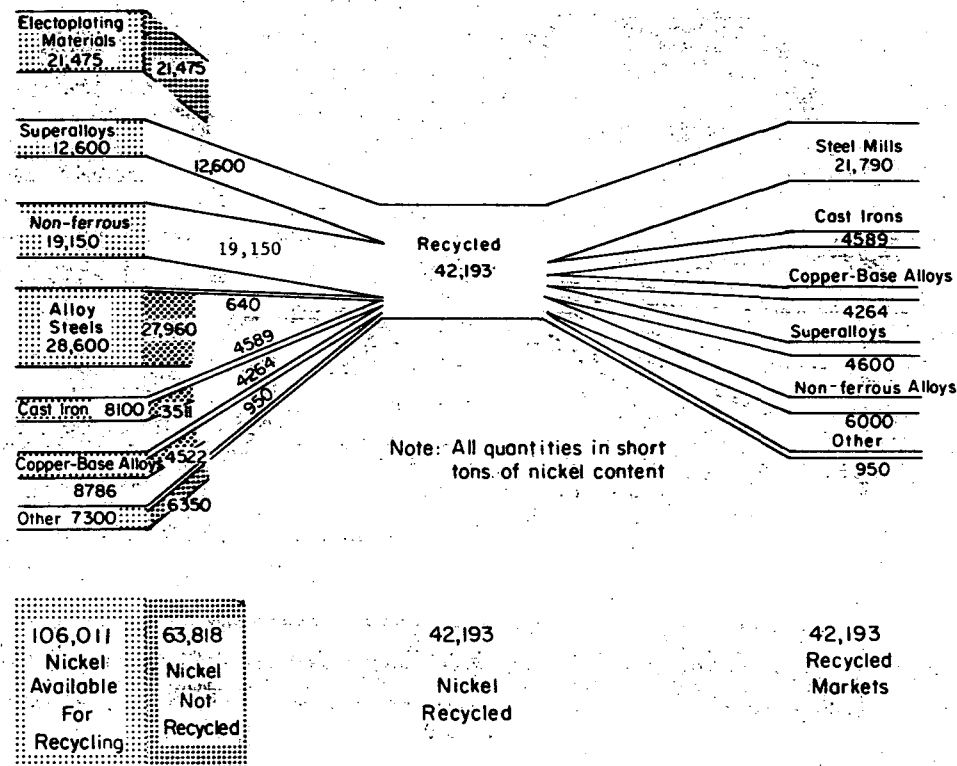 Electoplating
Materials
21,475
21,475
Superalloys
12,600
12,600
Non-ferrous
19,150
19,150
Alloy
Steels
28,600
27,960
640
Cast Iron 8100
3511
4589
Copper-Base Alloys
8786
4522
4264
Other 7300
6350
950
Recycled
42,193
Steel Mills
21,790
Cast Irons
4589
Copper-Base Alloys
4264
Superalloys
4600
Non-ferrous Alloys
6000
Other
950
Note: All quantities in short
tons of nickel content
106,011
Nickel
Available
For
Recycling
63,818
Nickel
Not
Recycled
42,193
Nickel
Recycled
42,193
Recycled
Markets